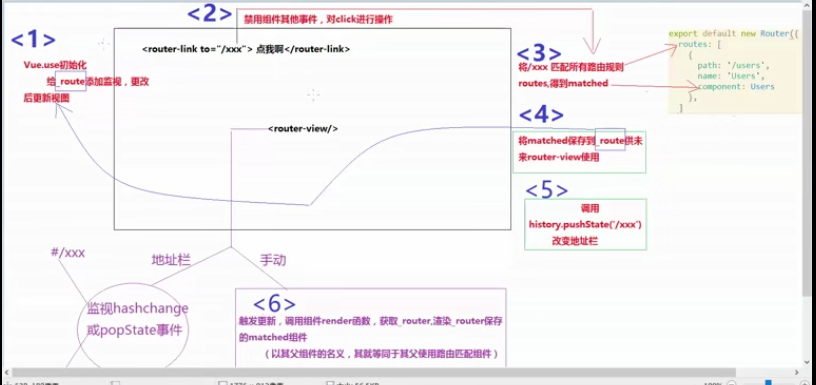 <2>
禁用组件其他事件，对click进行操作
<1>
Vue.use初始化
给_route添加监视，更改
后更新视图
<router-link to="/xxx"> 点我啊</router-link>
<router-view/>
<3>
将/xxx 匹配所有路由规则
routes,得到matched
export default new Router({
routes: [
{
path: '/users',
name: 'Users',
component: Users
},
]
<4>
将matched保存到_route供未
来router-view使用
<5>
调用
history.pushState('/xxx')
改变地址栏
#/xxx
地址栏
手动
监视hashchange
或popState事件
<6>
触发更新，调用组件render函数，获取_router,渲染_router保存
的matched组件
（以其父组件的名义，其就等同于其父使用路由匹配组件）